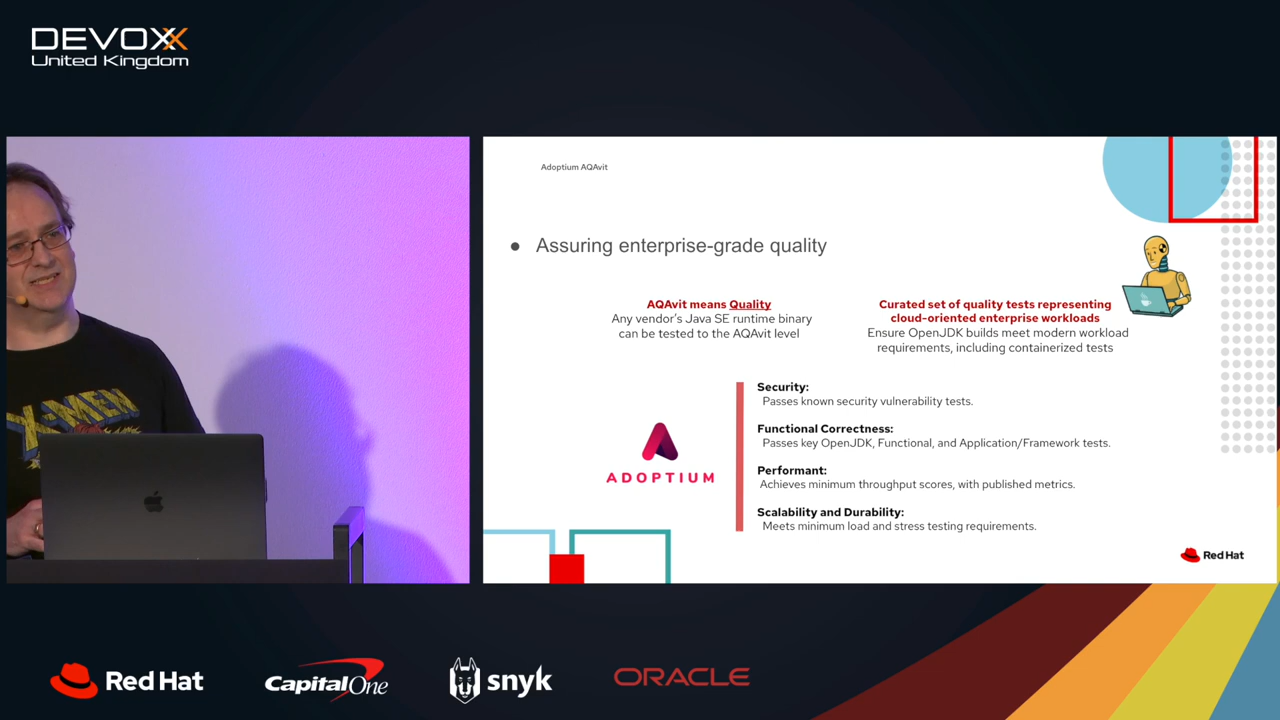 DEVOXX
United Kingdom
X-MEN
Adoptium AQAvit
● Assuring enterprise-grade quality
AQAvit means Quality
Any vendor's Java SE runtime binary
can be tested to the AQAvit level
Curated set of quality tests representing
cloud-oriented enterprise workloads
Ensure OpenJDK builds meet modern workload
requirements, including containerized tests
ADOPTIUM
Security:
Passes known security vulnerability tests.
Functional Correctness:
Passes key OpenJDK, Functional, and Application/Framework tests.
Performant:
Achieves minimum throughput scores, with published metrics.
Scalability and Durability:
Meets minimum load and stress testing requirements.
Red Hat
Red Hat
Capital One
snyk
ORACLE